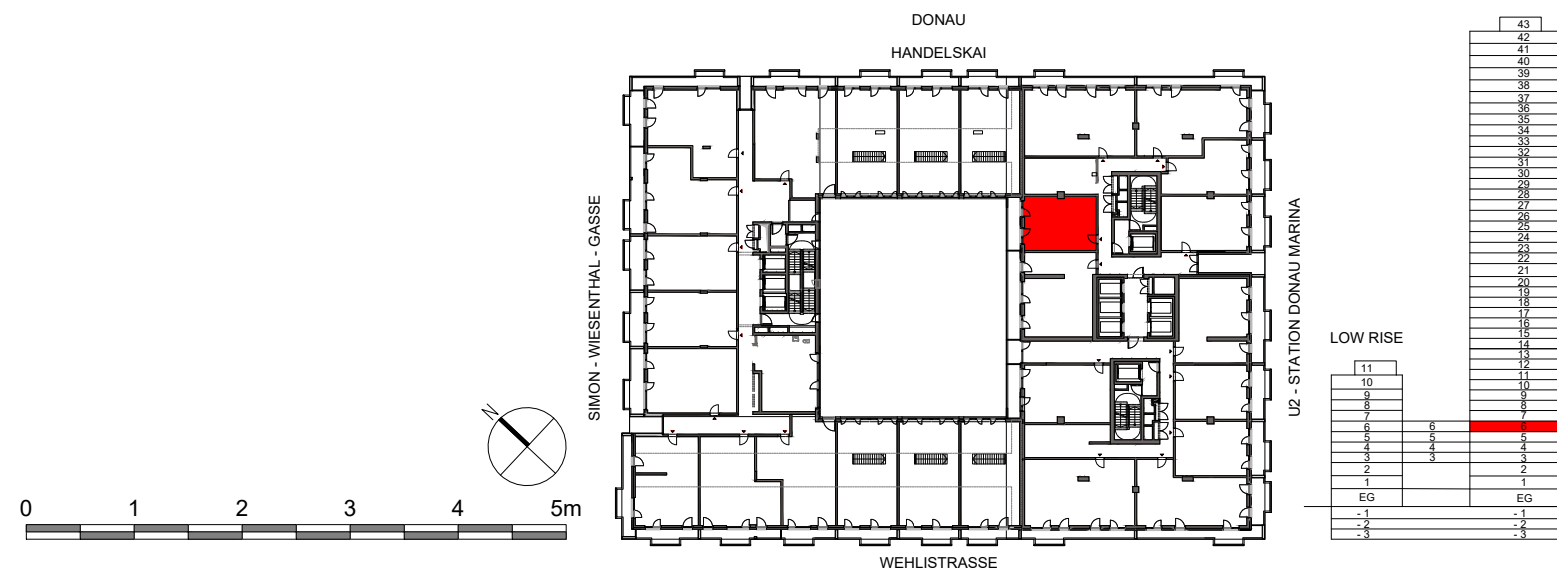 DONAU
HANDELSKAI
SIMON - WIESENTHAL - GASSE
U2 - STATION DONAU MARINA
WEHLISTRASSE
N
0 1 2 3 4 5m
LOW RISE
43
42
41
40
39
38
37
36
35
34
33
32
31
30
29
28
27
26
25
24
23
22
21
20
19
18
17
16
15
14
13
12
11 11
10 10
9 9
8 8
7 7
6 6 6
5 5 5
4 4 4
3 3 3
2 2
1 1
EG EG
- 1 - 1
- 2 - 2
- 3 - 3